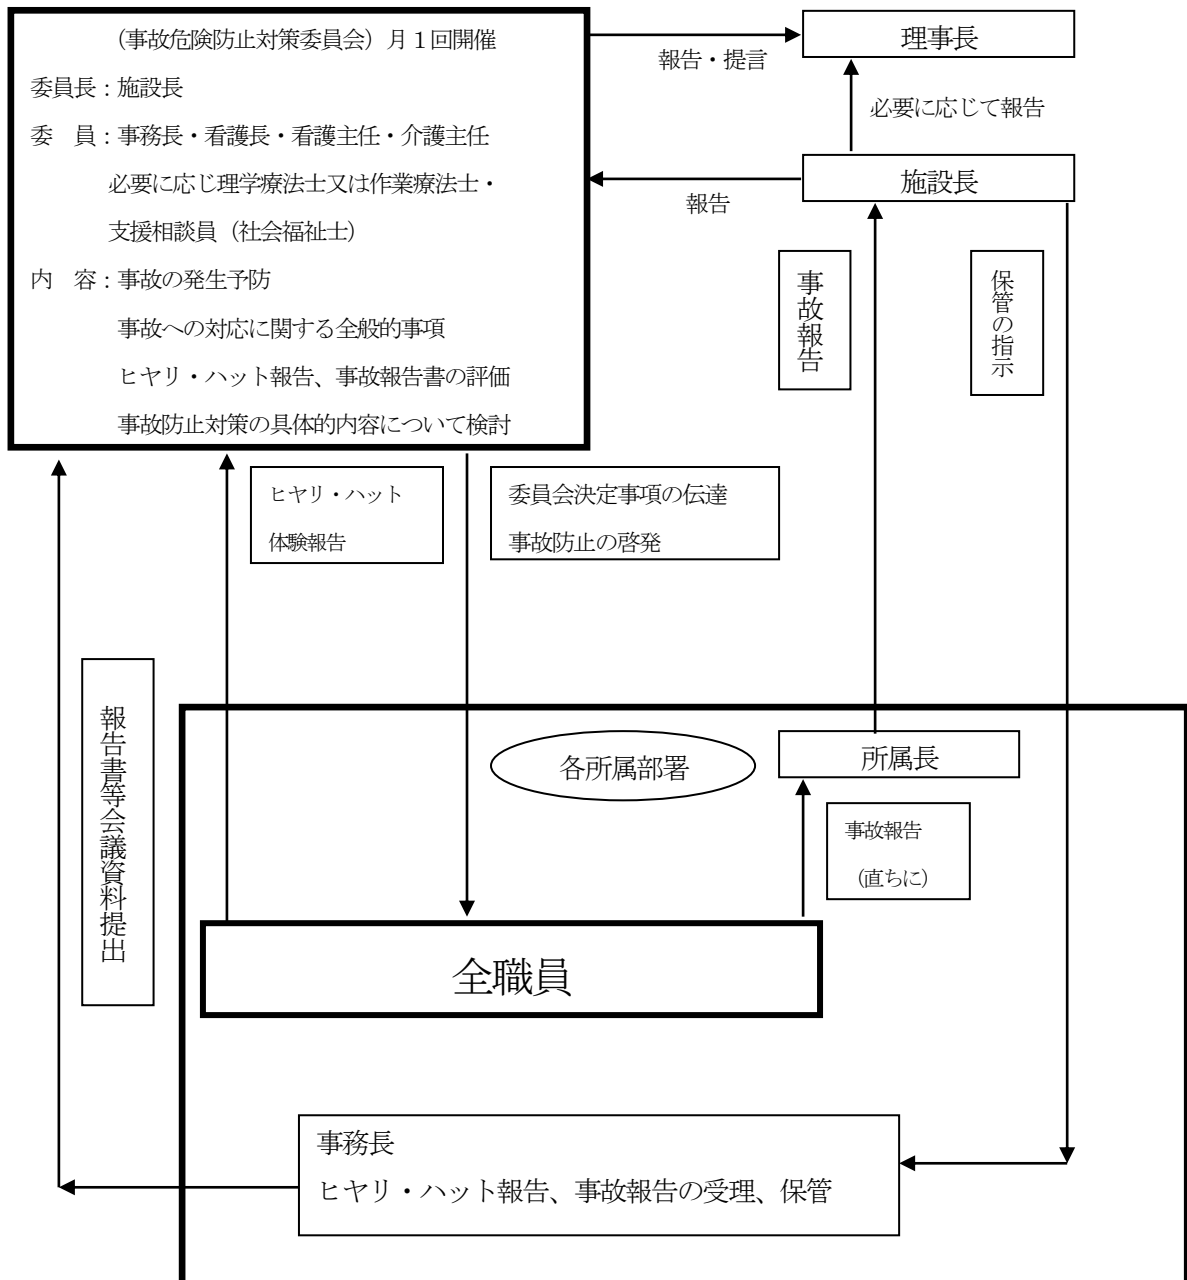 （事故危険防止対策委員会）月１回開催
委員長：施設長
委　員：事務長・看護長・看護主任・介護主任
必要に応じ理学療法士又は作業療法士・
支援相談員（社会福祉士）
内　容：事故の発生予防
事故への対応に関する全般的事項
ヒヤリ・ハット報告、事故報告書の評価
事故防止対策の具体的内容について検討
報告・提言
理事長
必要に応じて報告
施設長
報告
事故報告
保管の指示
ヒヤリ・ハット
体験報告
委員会決定事項の伝達
事故防止の啓発
報告書等会議資料提出
各所属部署
所属長
事故報告
（直ちに）
全職員
事務長
ヒヤリ・ハット報告、事故報告の受理、保管